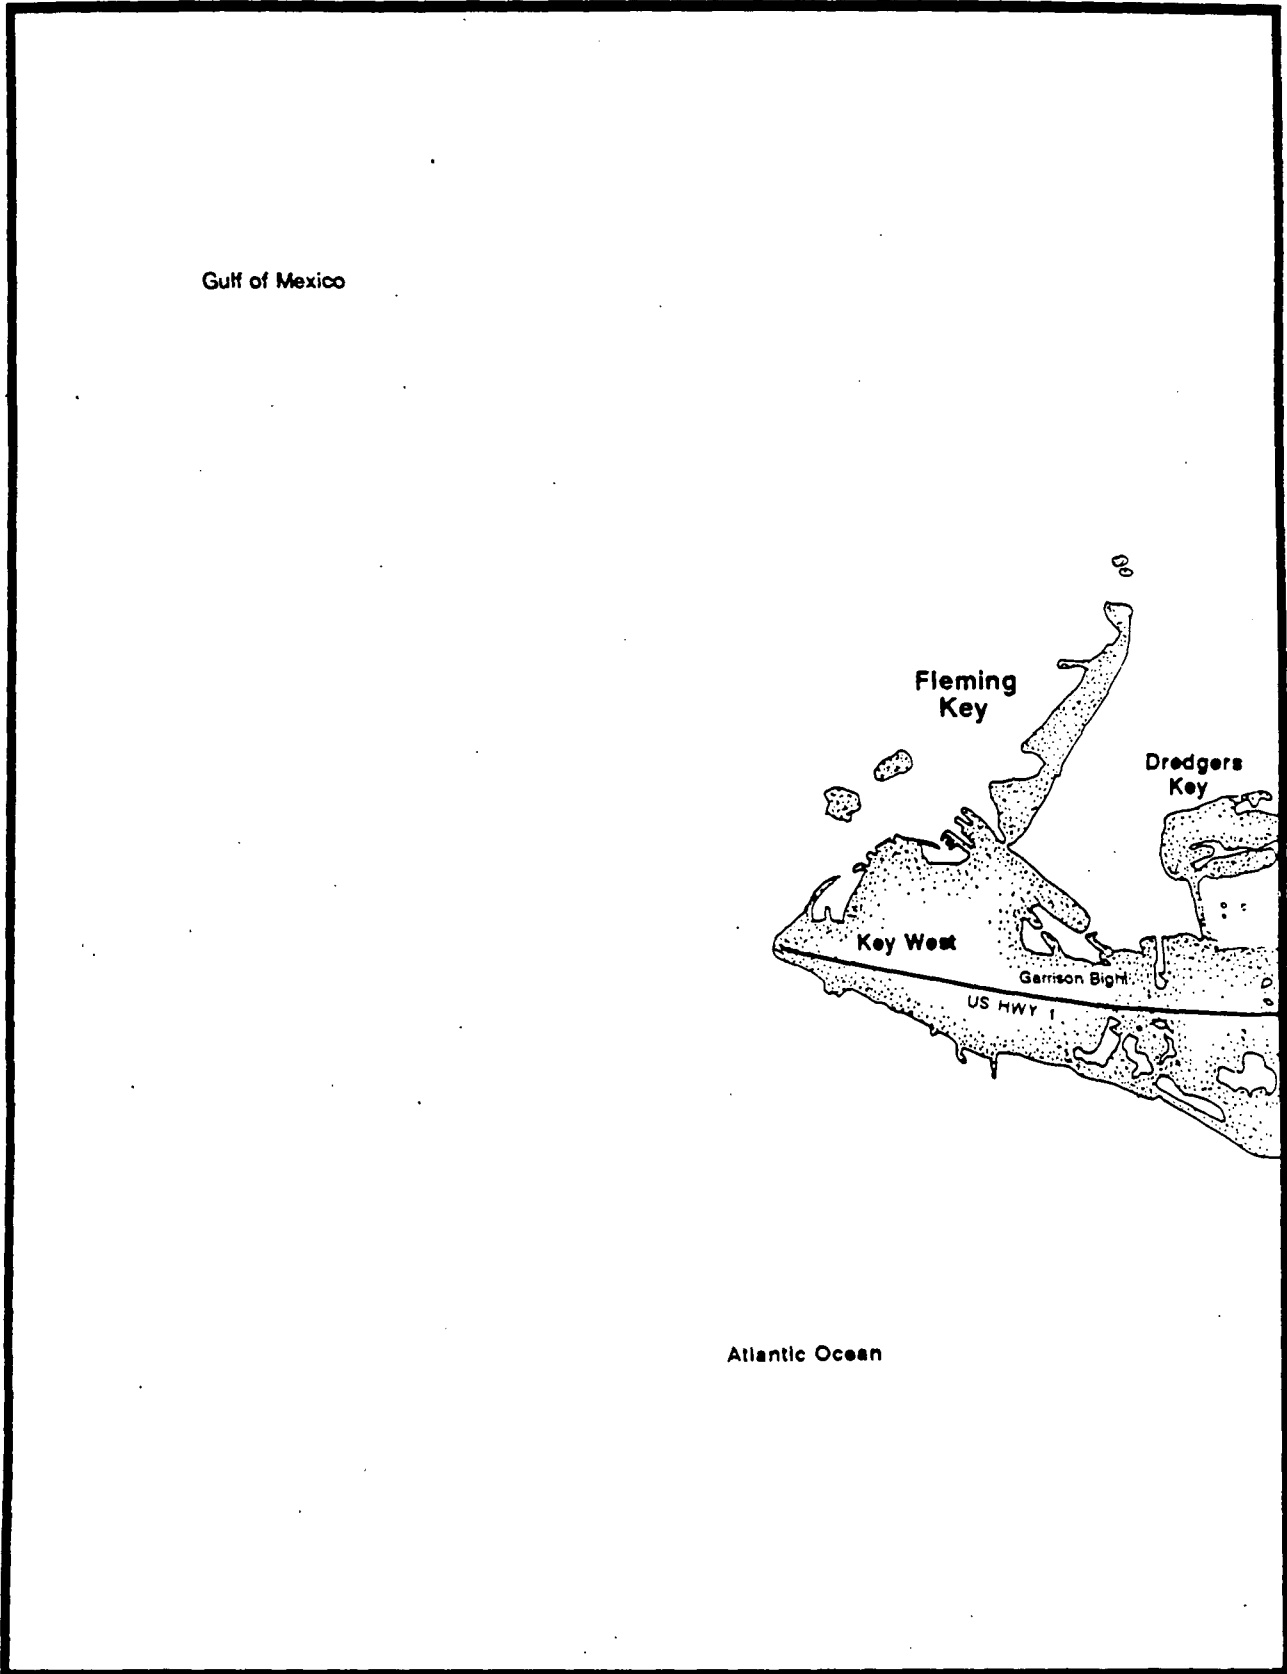 Gulf of Mexico
Fleming
Key
Dredgers
Key
Key West
Garrison Bight
US HWY 1
Atlantic Ocean